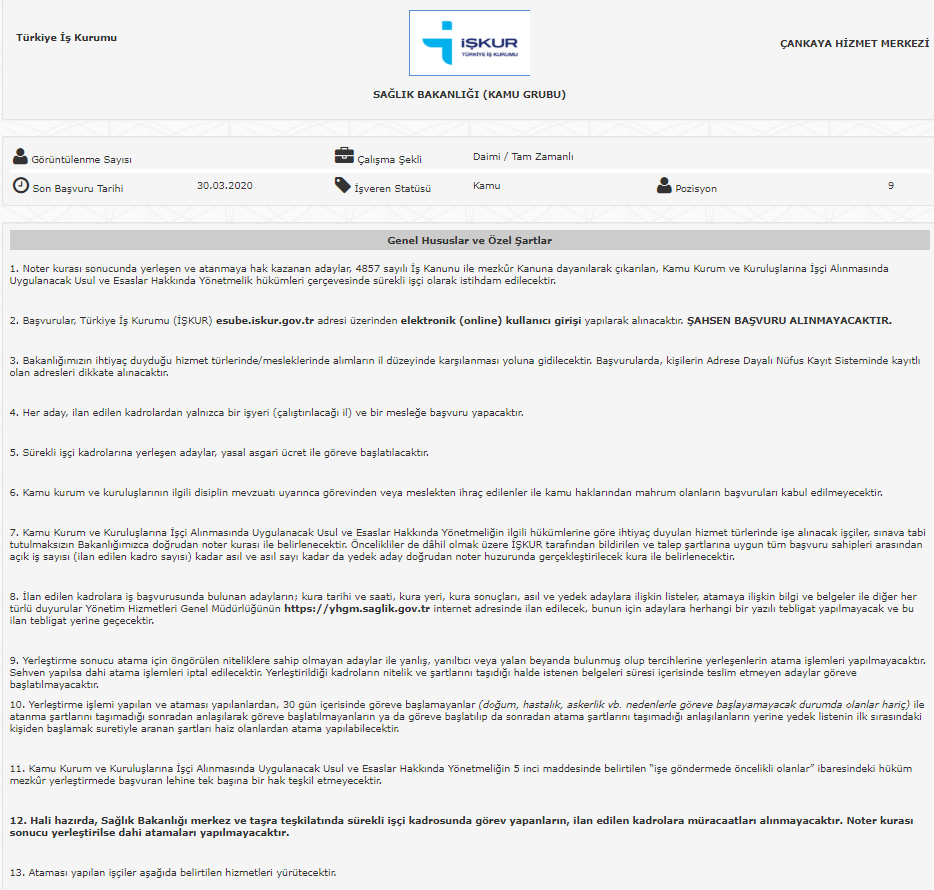 Türkiye İş Kurumu
İŞKUR
TÜRKİYE İŞ KURUMU
ÇANKAYA HİZMET MERKEZİ
SAĞLIK BAKANLIĞI (KAMU GRUBU)
Görüntülenme Sayısı
Çalışma Şekli
Daimi / Tam Zamanlı
Son Başvuru Tarihi
30.03.2020
İşveren Statüsü
Kamu
Pozisyon
9
Genel Hususlar ve Özel Şartlar
1. Noter kurası sonucunda yerleşen ve atanmaya hak kazanan adaylar, 4857 sayılı İş Kanunu ile mezkûr Kanuna dayanılarak çıkarılan, Kamu Kurum ve Kuruluşlarına İşçi Alınmasında
Uygulanacak Usul ve Esaslar Hakkında Yönetmelik hükümleri çerçevesinde sürekli işçi olarak istihdam edilecektir.
2. Başvurular, Türkiye İş Kurumu (İŞKUR) esube.iskur.gov.tr adresi üzerinden elektronik (online) kullanıcı girişi yapılarak alınacaktır. ŞAHSEN BAŞVURU ALINMAYACAKTIR.
3. Bakanlığımızın ihtiyaç duyduğu hizmet türlerinde/mesleklerinde alımların il düzeyinde karşılanması yoluna gidilecektir. Başvurularda, kişilerin Adrese Dayalı Nüfus Kayıt Sisteminde kayıtlı
olan adresleri dikkate alınacaktır.
4. Her aday, ilan edilen kadrolardan yalnızca bir işyeri (çalıştırılacağı il) ve bir mesleğe başvuru yapacaktır.
5. Sürekli işçi kadrolarına yerleşen adaylar, yasal asgari ücret ile göreve başlatılacaktır.
6. Kamu kurum ve kuruluşlarının ilgili disiplin mevzuatı uyarınca görevinden veya meslekten ihraç edilenler ile kamu haklarından mahrum olanların başvuruları kabul edilmeyecektir.
7. Kamu Kurum ve Kuruluşlarına İşçi Alınmasında Uygulanacak Usul ve Esaslar Hakkında Yönetmeliğin ilgili hükümlerine göre ihtiyaç duyulan hizmet türlerinde işe alınacak işçiler, sınava tabi
tutulmaksızın Bakanlığımızca doğrudan noter kurası ile belirlenecektir. Öncelikliler de dâhil olmak üzere İŞKUR tarafından bildirilen ve talep şartlarına uygun tüm başvuru sahipleri arasından
açık iş sayısı (ilan edilen kadro sayısı) kadar asıl ve asıl sayı kadar da yedek aday doğrudan noter huzurunda gerçekleştirilecek kura ile belirlenecektir.
8. İlan edilen kadrolara iş başvurusunda bulunan adayların; kura tarihi ve saati, kura yeri, kura sonuçları, asıl ve yedek adaylara ilişkin listeler, atamaya ilişkin bilgi ve belgeler ile diğer her
türlü duyurular Yönetim Hizmetleri Genel Müdürlüğünün https://yhgm.saglik.gov.tr internet adresinde ilan edilecek, bunun için adaylara herhangi bir yazılı tebligat yapılmayacak ve bu
ilan tebligat yerine geçecektir.
9. Yerleştirme sonucu atama için öngörülen niteliklere sahip olmayan adaylar ile yanlış, yanıltıcı veya yalan beyanda bulunmuş olup tercihlerine yerleşenlerin atama işlemleri yapılmayacaktır.
Sehven yapılsa dahi atama işlemleri iptal edilecektir. Yerleştirildiği kadroların nitelik ve şartlarını taşıdığı halde istenen belgeleri süresi içerisinde teslim etmeyen adaylar göreve
başlatılmayacaktır.
10. Yerleştirme işlemi yapılan ve ataması yapılanlardan, 30 gün içerisinde göreve başlamayanlar (doğum, hastalık, askerlik vb. nedenlerle göreve başlayamayacak durumda olanlar hariç) ile
atanma şartlarını taşımadığı sonradan anlaşılarak göreve başlatılmayanların ya da göreve başlatılıp da sonradan atama şartlarını taşımadığı anlaşılanların yerine yedek listenin ilk sırasındaki
kişiden başlamak suretiyle aranan şartları haiz olanlardan atama yapılabilecektir.
11. Kamu Kurum ve Kuruluşlarına İşçi Alınmasında Uygulanacak Usul ve Esaslar Hakkında Yönetmeliğin 5 inci maddesinde belirtilen “işe göndermede öncelikli olanlar” ibaresindeki hüküm
mezkûr yerleştirmede başvuran lehine tek başına bir hak teşkil etmeyecektir.
12. Hali hazırda, Sağlık Bakanlığı merkez ve taşra teşkilatında sürekli işçi kadrosunda görev yapanların, ilan edilen kadrolara müracaatları alınmayacaktır. Noter kurası
sonucu yerleştirilse dahi atamaları yapılmayacaktır.
13. Ataması yapılan işçiler aşağıda belirtilen hizmetleri yürütecektir.